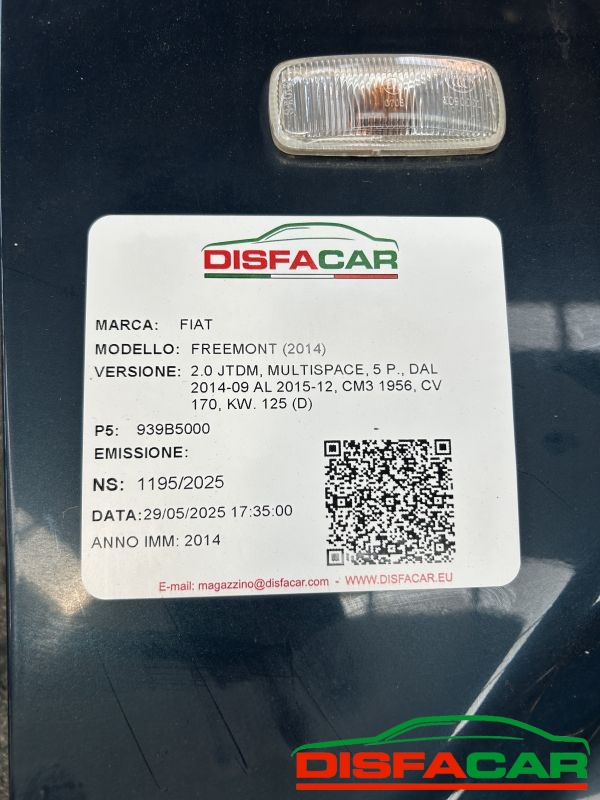 DISFACAR
MARCA: FIAT
MODELLO: FREEMONT (2014)
VERSIONE: 2.0 JTDM, MULTISPACE, 5 P., DAL
2014-09 AL 2015-12, CM3 1956, CV
170, KW. 125 (D)
P5: 939B5000
EMISSIONE:
NS: 1195/2025
DATA:29/05/2025 17:35:00
ANNO IMM: 2014
E-mail: magazzino@disfacar.com - WWW.DISFACAR.EU
DISFACAR